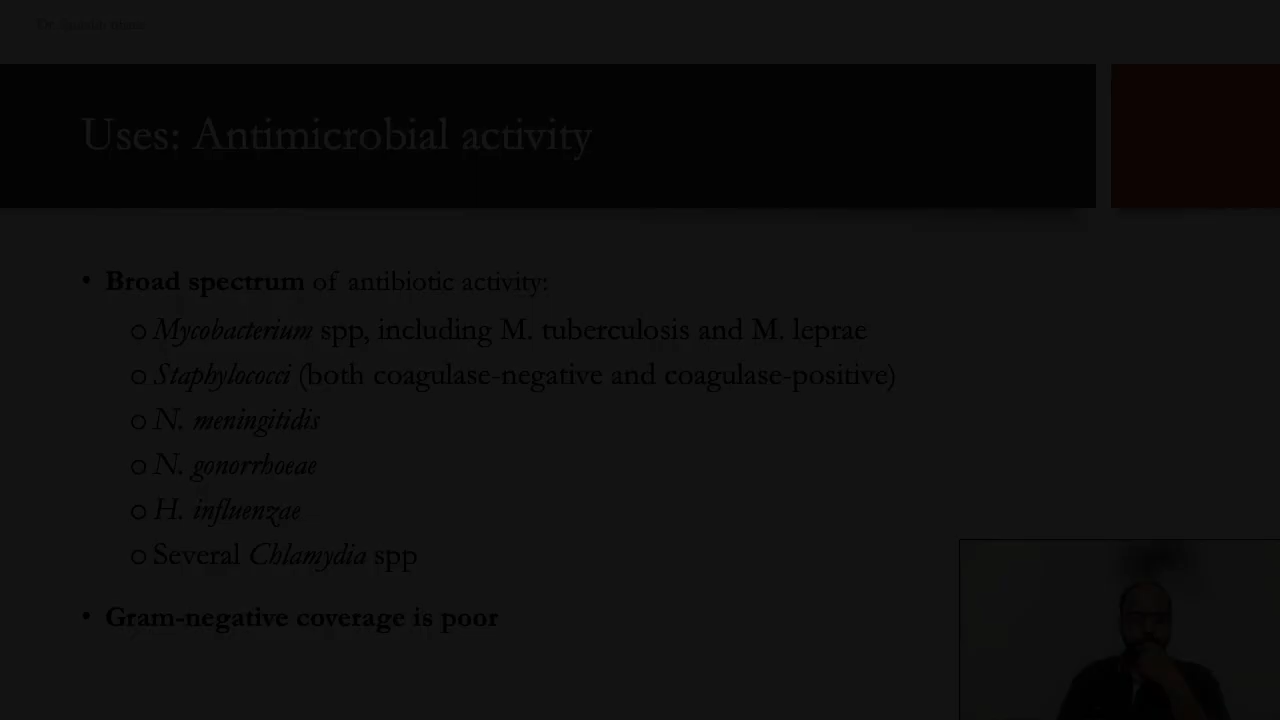 Uses: Antimicrobial activity
• Broad spectrum of antibiotic activity:
o Mycobacterium spp, including M. tuberculosis and M. leprae
o Staphylococci (both coagulase-negative and coagulase-positive)
o N. meningitidis
o N. gonorrhoeae
o H. influenzae
o Several Chlamydia spp
• Gram-negative coverage is poor